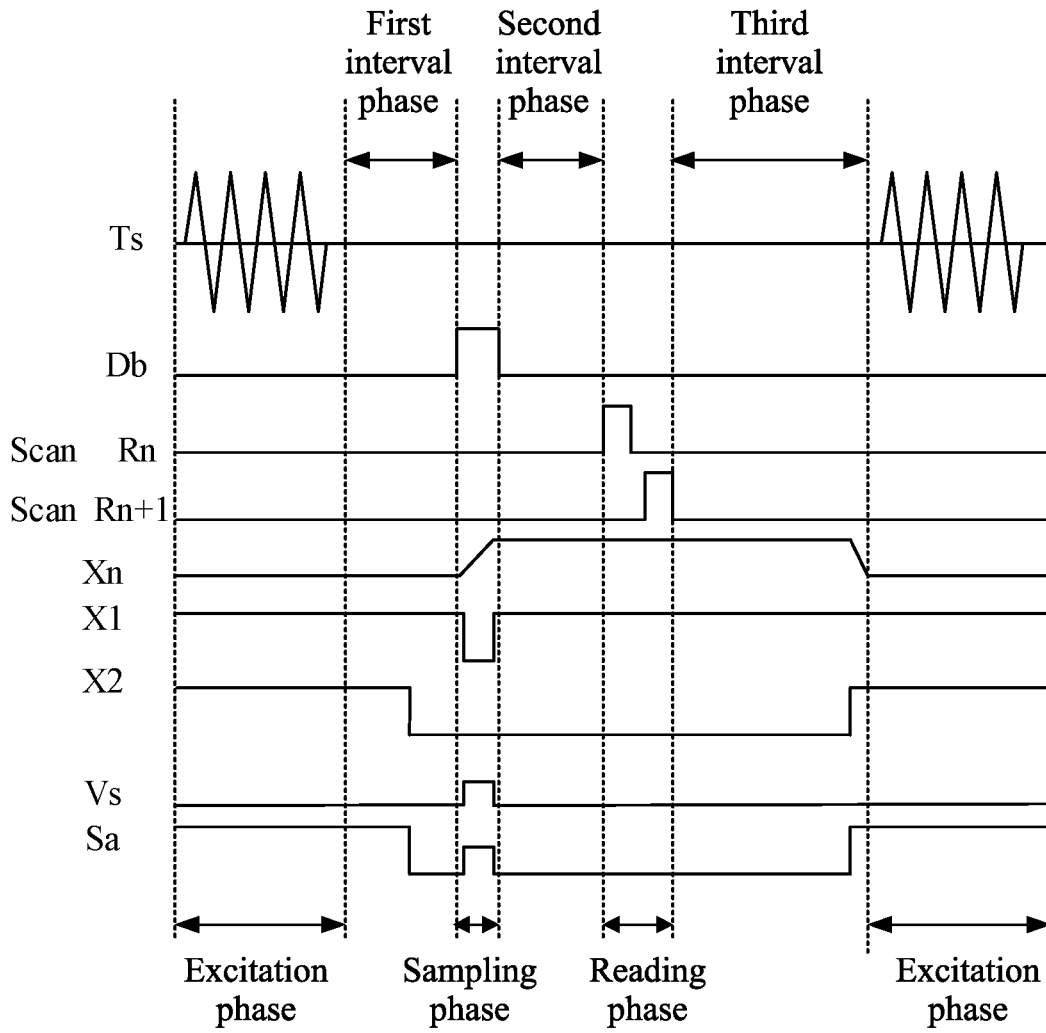 First interval phase
Second interval phase
Third interval phase
Ts
Db
Scan Rn
Scan Rn+1
Xn
X1
X2
Vs
Sa
Excitation phase
Sampling phase
Reading phase
Excitation phase